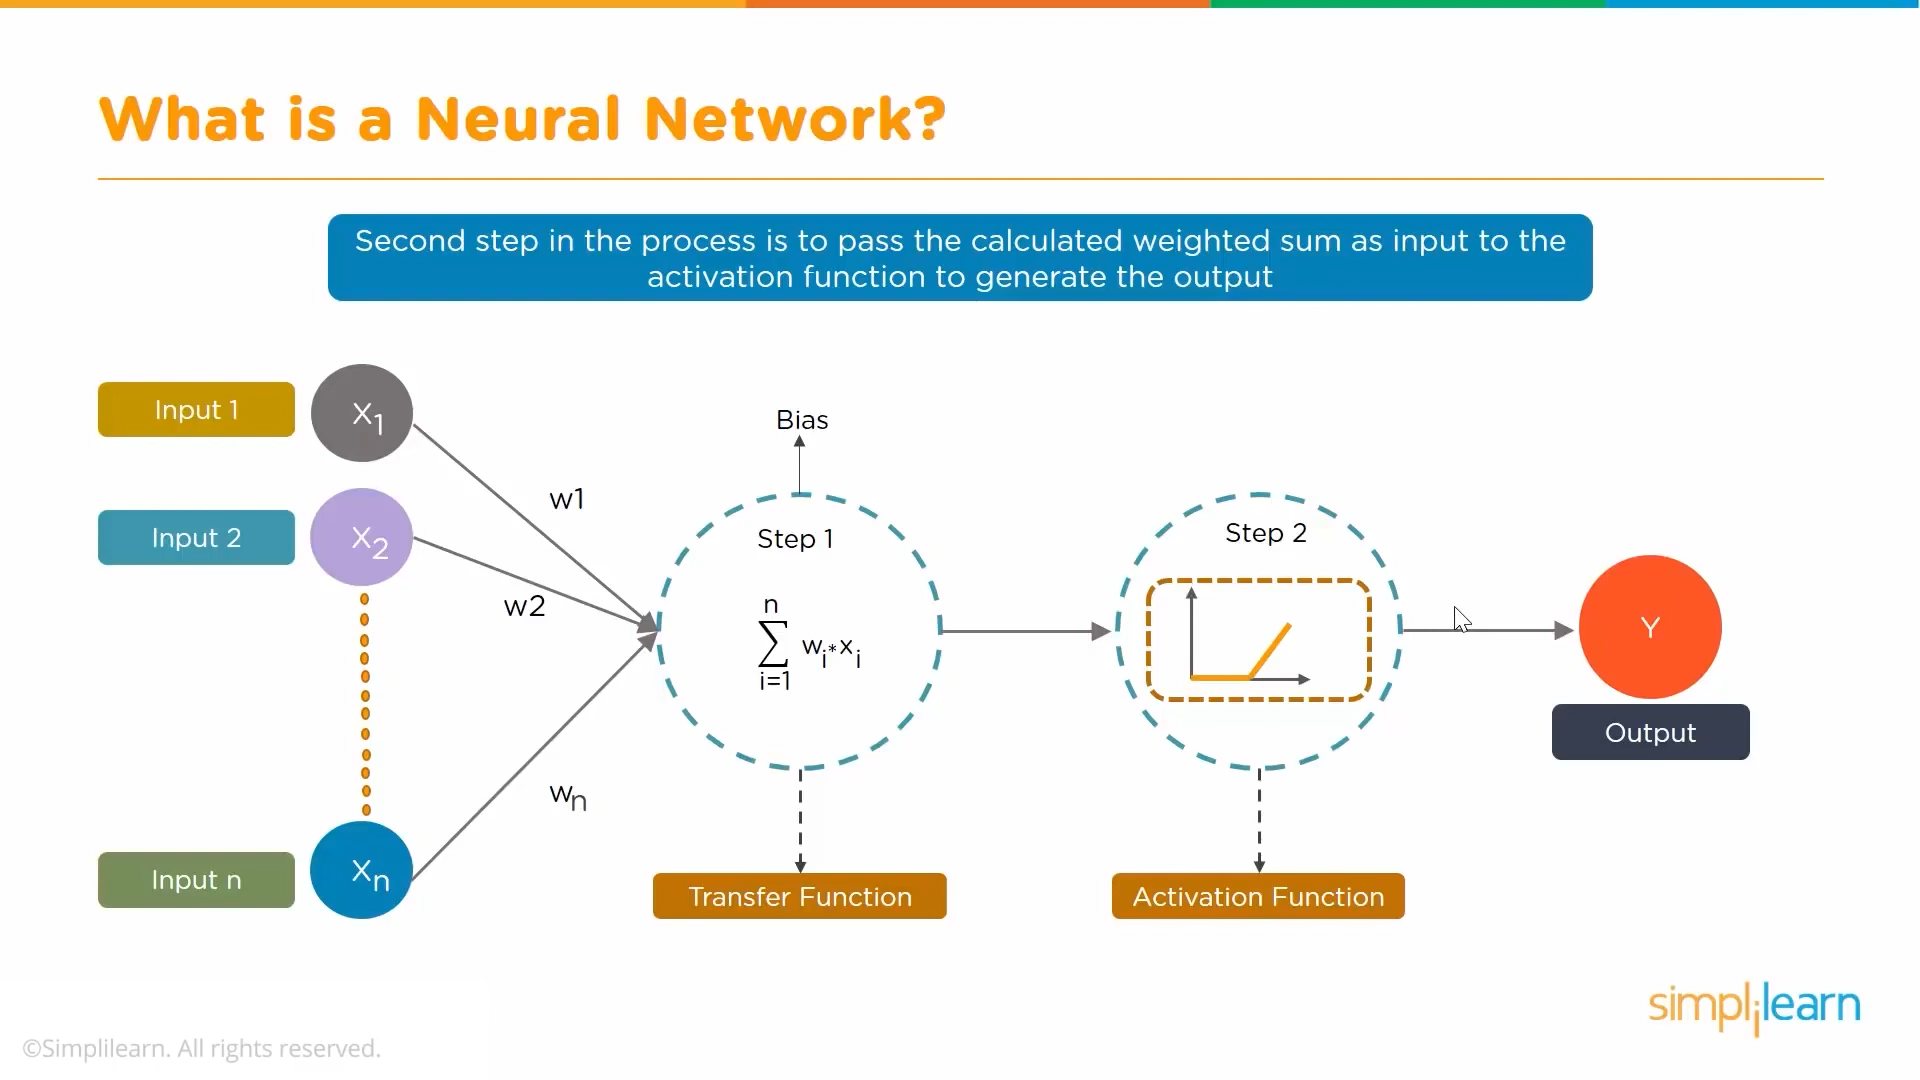 What is a Neural Network?
Second step in the process is to pass the calculated weighted sum as input to the
activation function to generate the output
Input 1
X1
Bias
w1
Input 2
X2
w2
Step 1
n
∑ wi*xi
i=1
Step 2
Y
Output
wn
Input n
Xn
Transfer Function
Activation Function
simplilearn
©Simplilearn. All rights reserved.